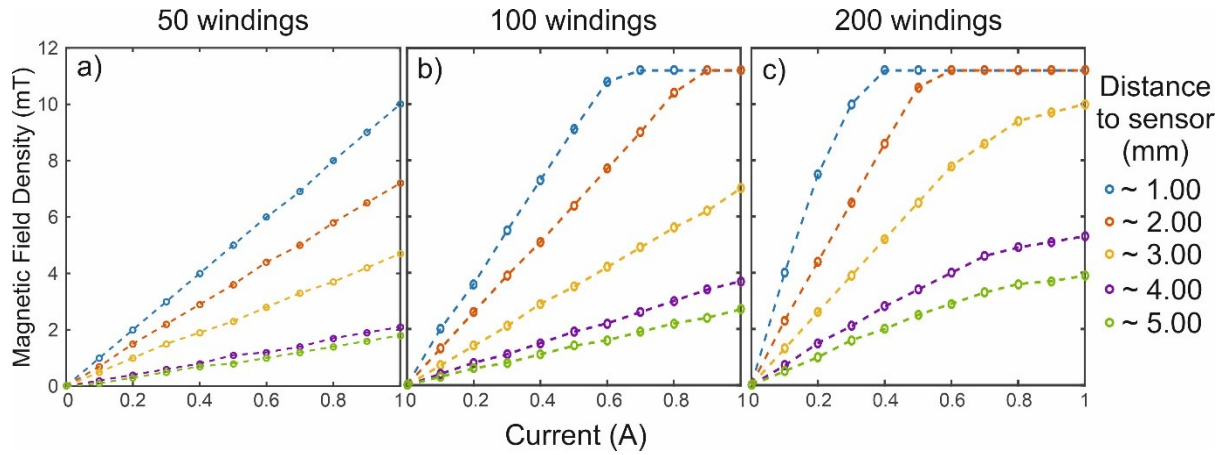 50 windings
100 windings
200 windings
Magnetic Field Density (mT)
12
10
8
6
4
2
0
a)
b)
c)
0 0.2 0.4 0.6 0.8 1
0 0.2 0.4 0.6 0.8 1
0 0.2 0.4 0.6 0.8 1
Current (A)
Distance
to sensor
(mm)
~ 1.00
~ 2.00
~ 3.00
~ 4.00
~ 5.00